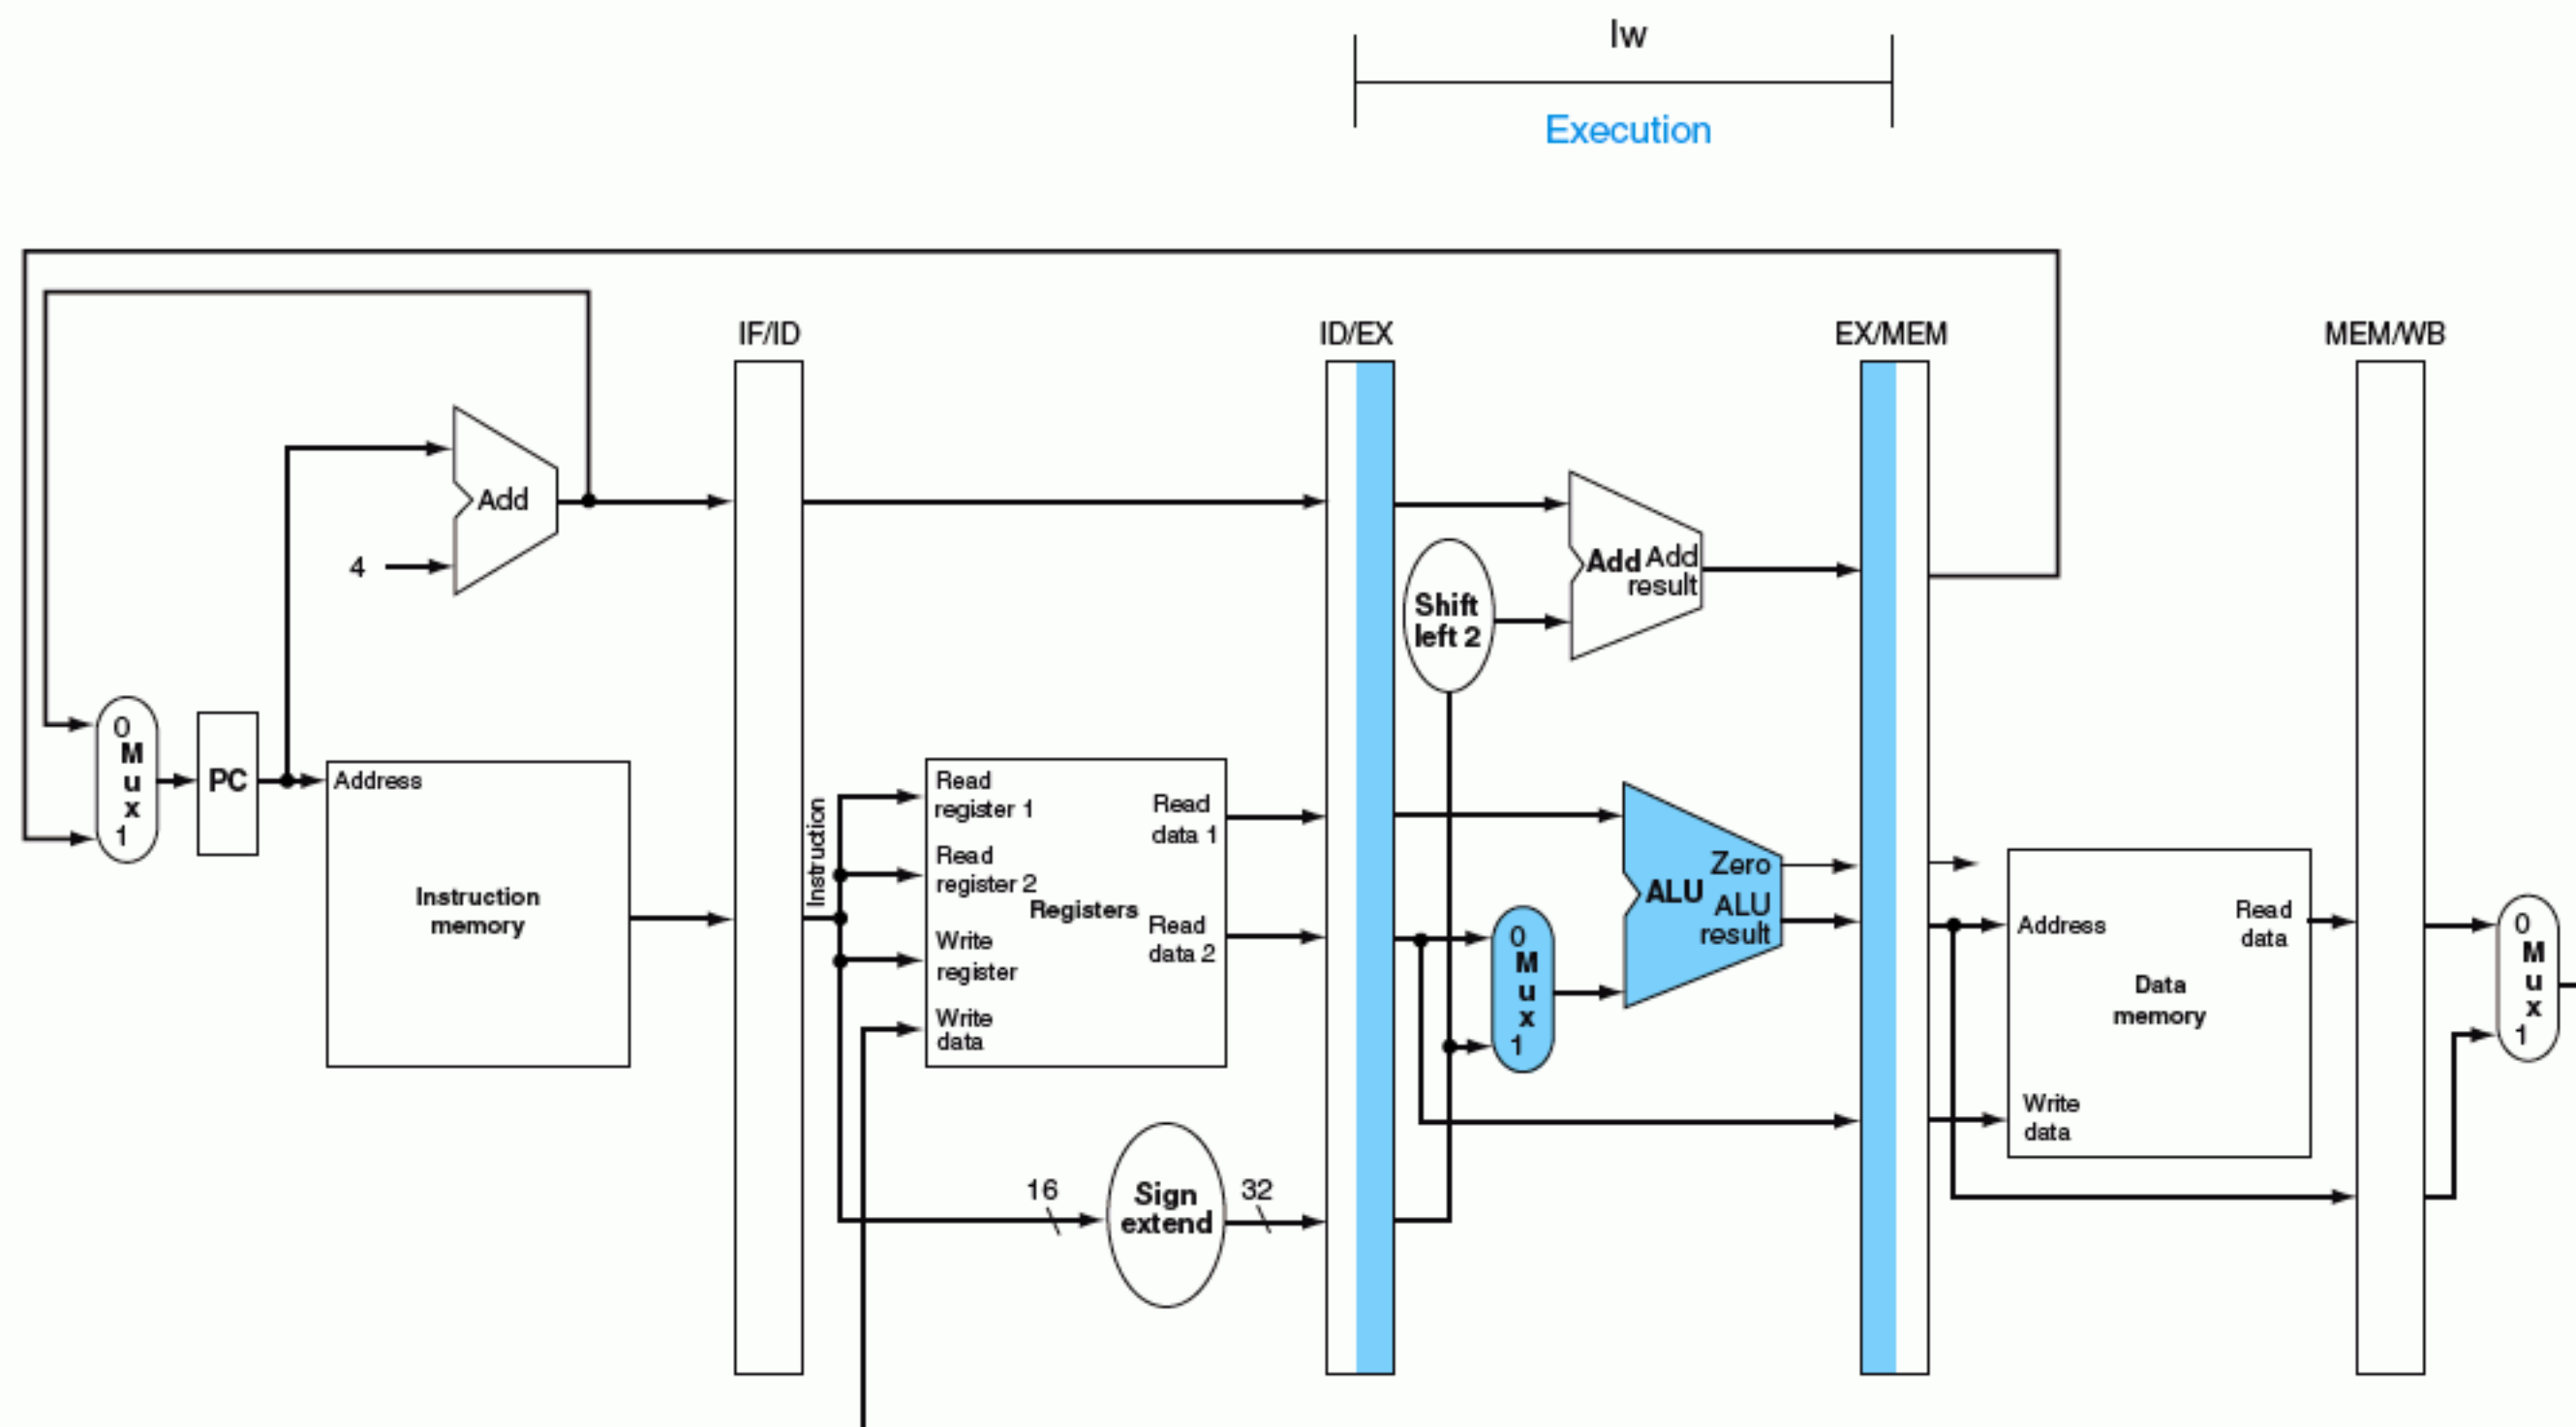 lw
Execution
IF/ID
ID/EX
EX/MEM
MEM/WB
Add
4
Add Add
result
Shift
left 2
0
M
u
x
1
PC
Address
Instruction
memory
Instruction
Read
register 1
Read
register 2
Write
register
Write
data
Registers
Read
data 1
Read
data 2
16
Sign
extend
32
0
M
u
x
1
Zero
ALU
ALU
result
Address
Read
data
Data
memory
Write
data
0
M
u
x
1